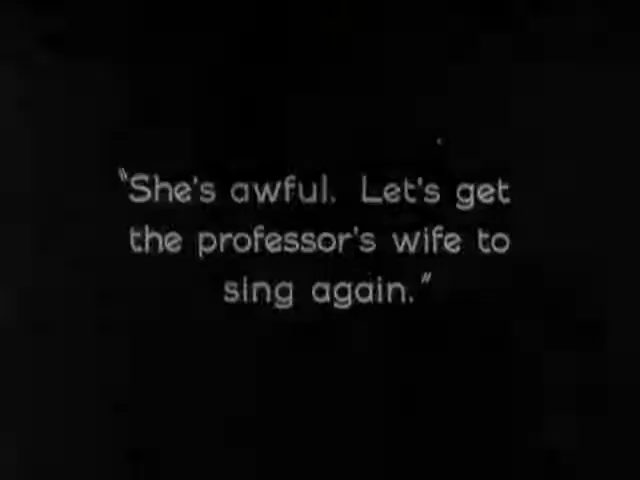 "She's awful. Let's get
the professor's wife to
sing again."